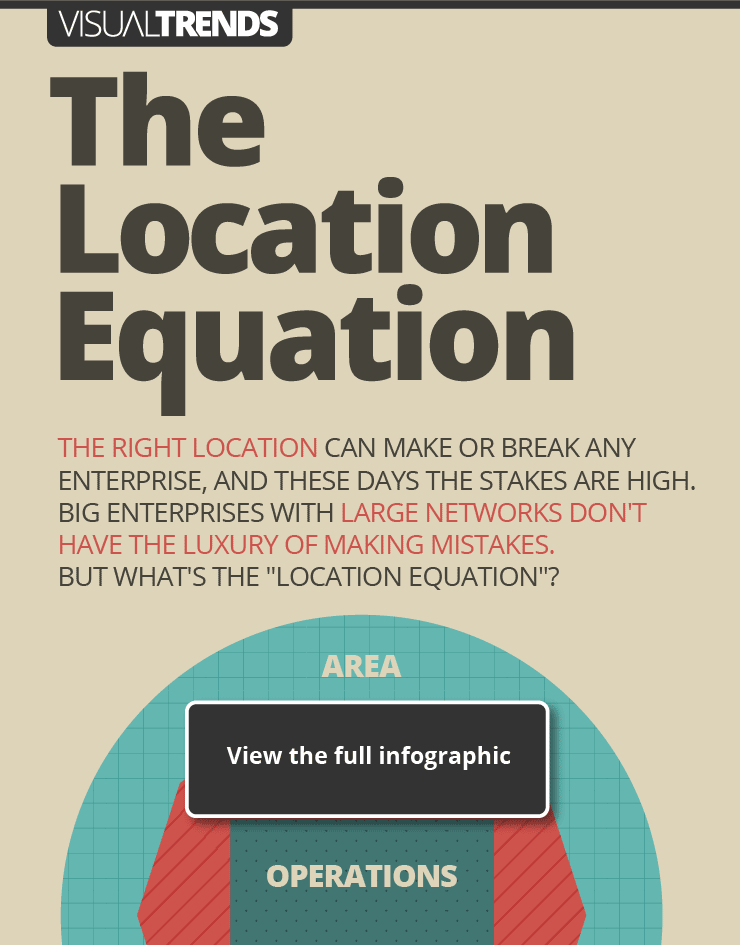 VISUALTRENDS
The
Location
Equation
THE RIGHT LOCATION CAN MAKE OR BREAK ANY
ENTERPRISE, AND THESE DAYS THE STAKES ARE HIGH.
BIG ENTERPRISES WITH LARGE NETWORKS DON'T
HAVE THE LUXURY OF MAKING MISTAKES.
BUT WHAT'S THE "LOCATION EQUATION"?
AREA
View the full infographic
OPERATIONS